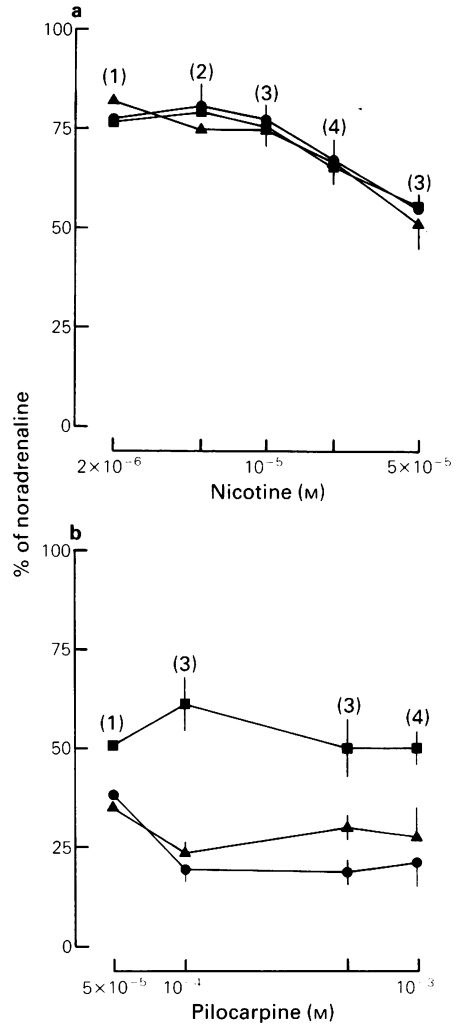 a
100
(1)
(2)
(3)
(4)
(3)
75
50
25
0
2×10⁻⁶ 10⁻⁵ 5×10⁻⁵
Nicotine (M)
% of noradrenaline
b
100
75
(3)
(1)
(3)
(4)
50
25
0
5×10⁻⁵ 10⁻⁴ 10⁻³
Pilocarpine (M)